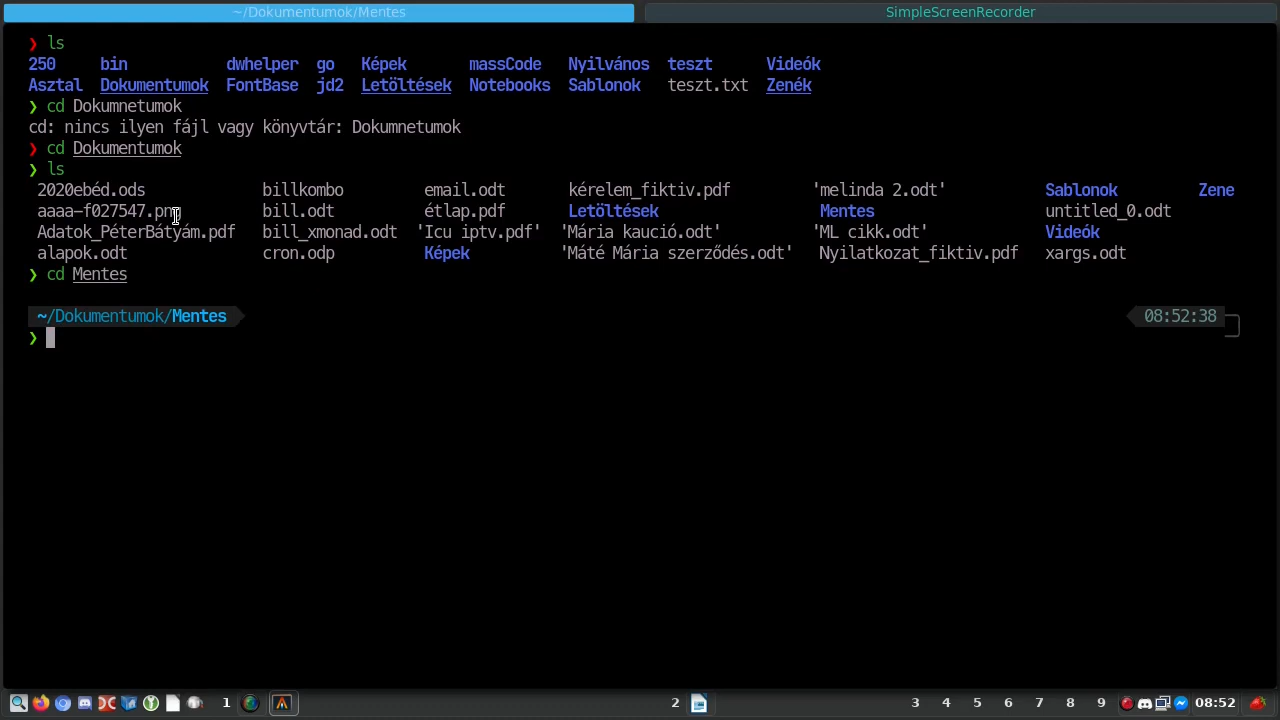 ~/Dokumentumok/Mentes SimpleScreenRecorder
❯ ls
250 bin dwhelper go Képek massCode Nyilvános teszt Videók
Asztal Dokumentumok FontBase jd2 Letöltések Notebooks Sablonok teszt.txt Zenék
❯ cd Dokumnetumok
cd: nincs ilyen fájl vagy könyvtár: Dokumnetumok
❯ cd Dokumentumok
❯ ls
2020ebéd.ods billkombo email.odt kérelem_fiktiv.pdf 'melinda 2.odt' Sablonok Zene
aaaa-f027547.png bill.odt étlap.pdf Letöltések Mentes untitled_0.odt
Adatok_PéterBátyám.pdf bill_xmonad.odt 'Icu iptv.pdf' 'Mária kaució.odt' 'ML cikk.odt' Videók
alapok.odt cron.odp Képek 'Máté Mária szerződés.odt' Nyilatkozat_fiktiv.pdf xargs.odt
❯ cd Mentes
~/Dokumentumok/Mentes 08:52:38
❯
1 2 3 4 5 6 7 8 9 08:52